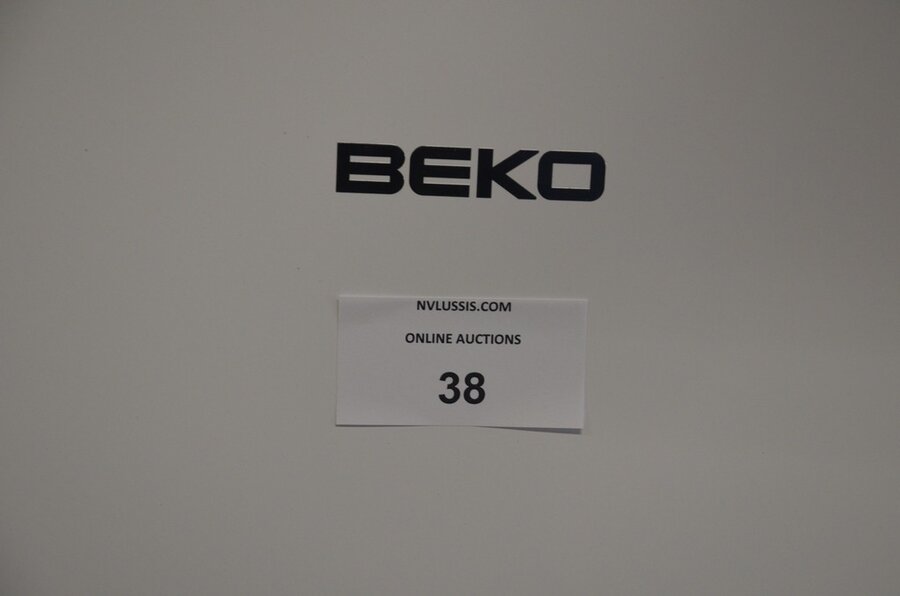 BEKO
NVLUSSIS.COM
ONLINE AUCTIONS
38